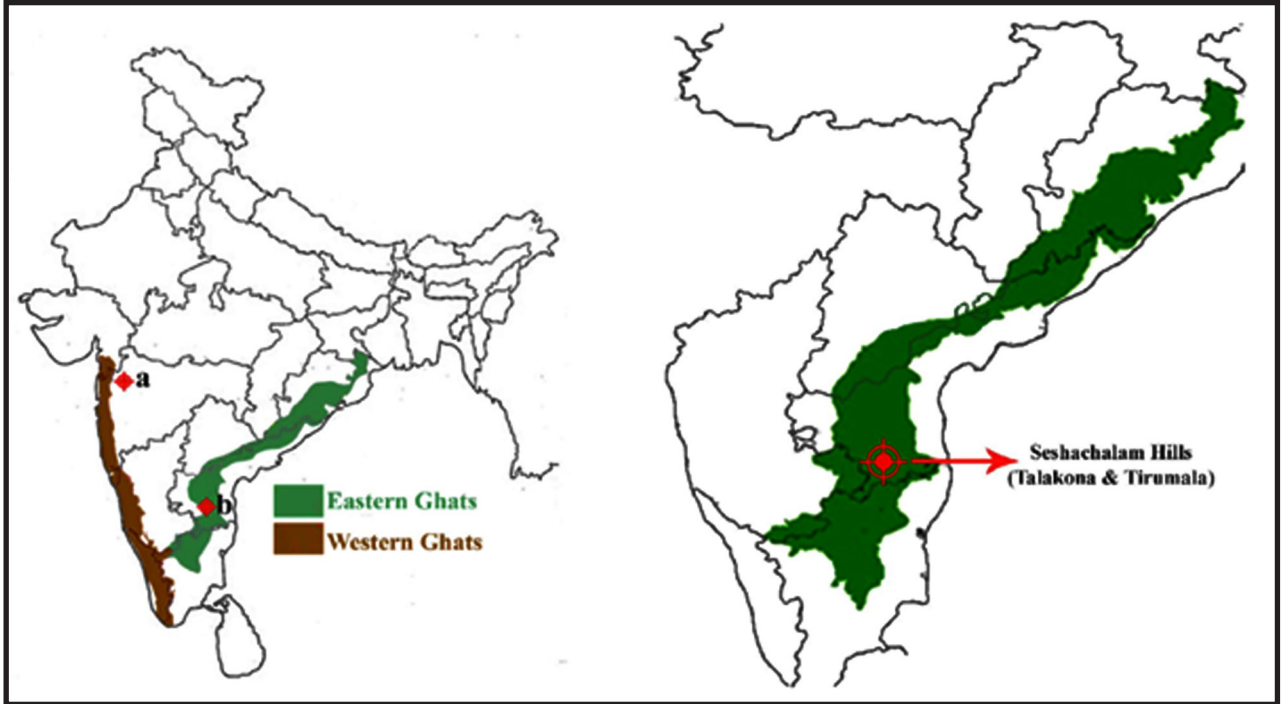 a
b
Eastern Ghats
Western Ghats
Seshachalam Hills
(Talakona & Tirumala)